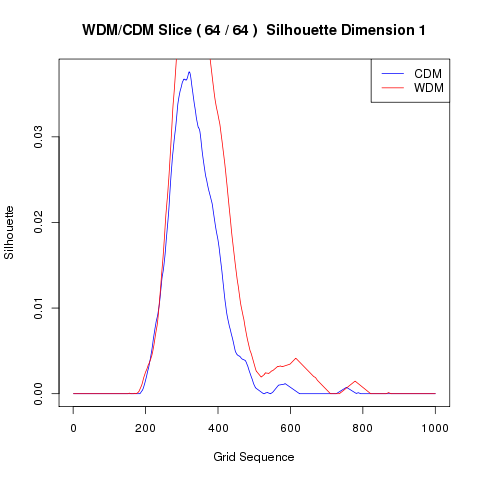 WDM/CDM Slice ( 64 / 64 )  Silhouette Dimension 1
CDM
WDM
0.03
0.02
0.01
0.00
Silhouette
0 200 400 600 800 1000
Grid Sequence